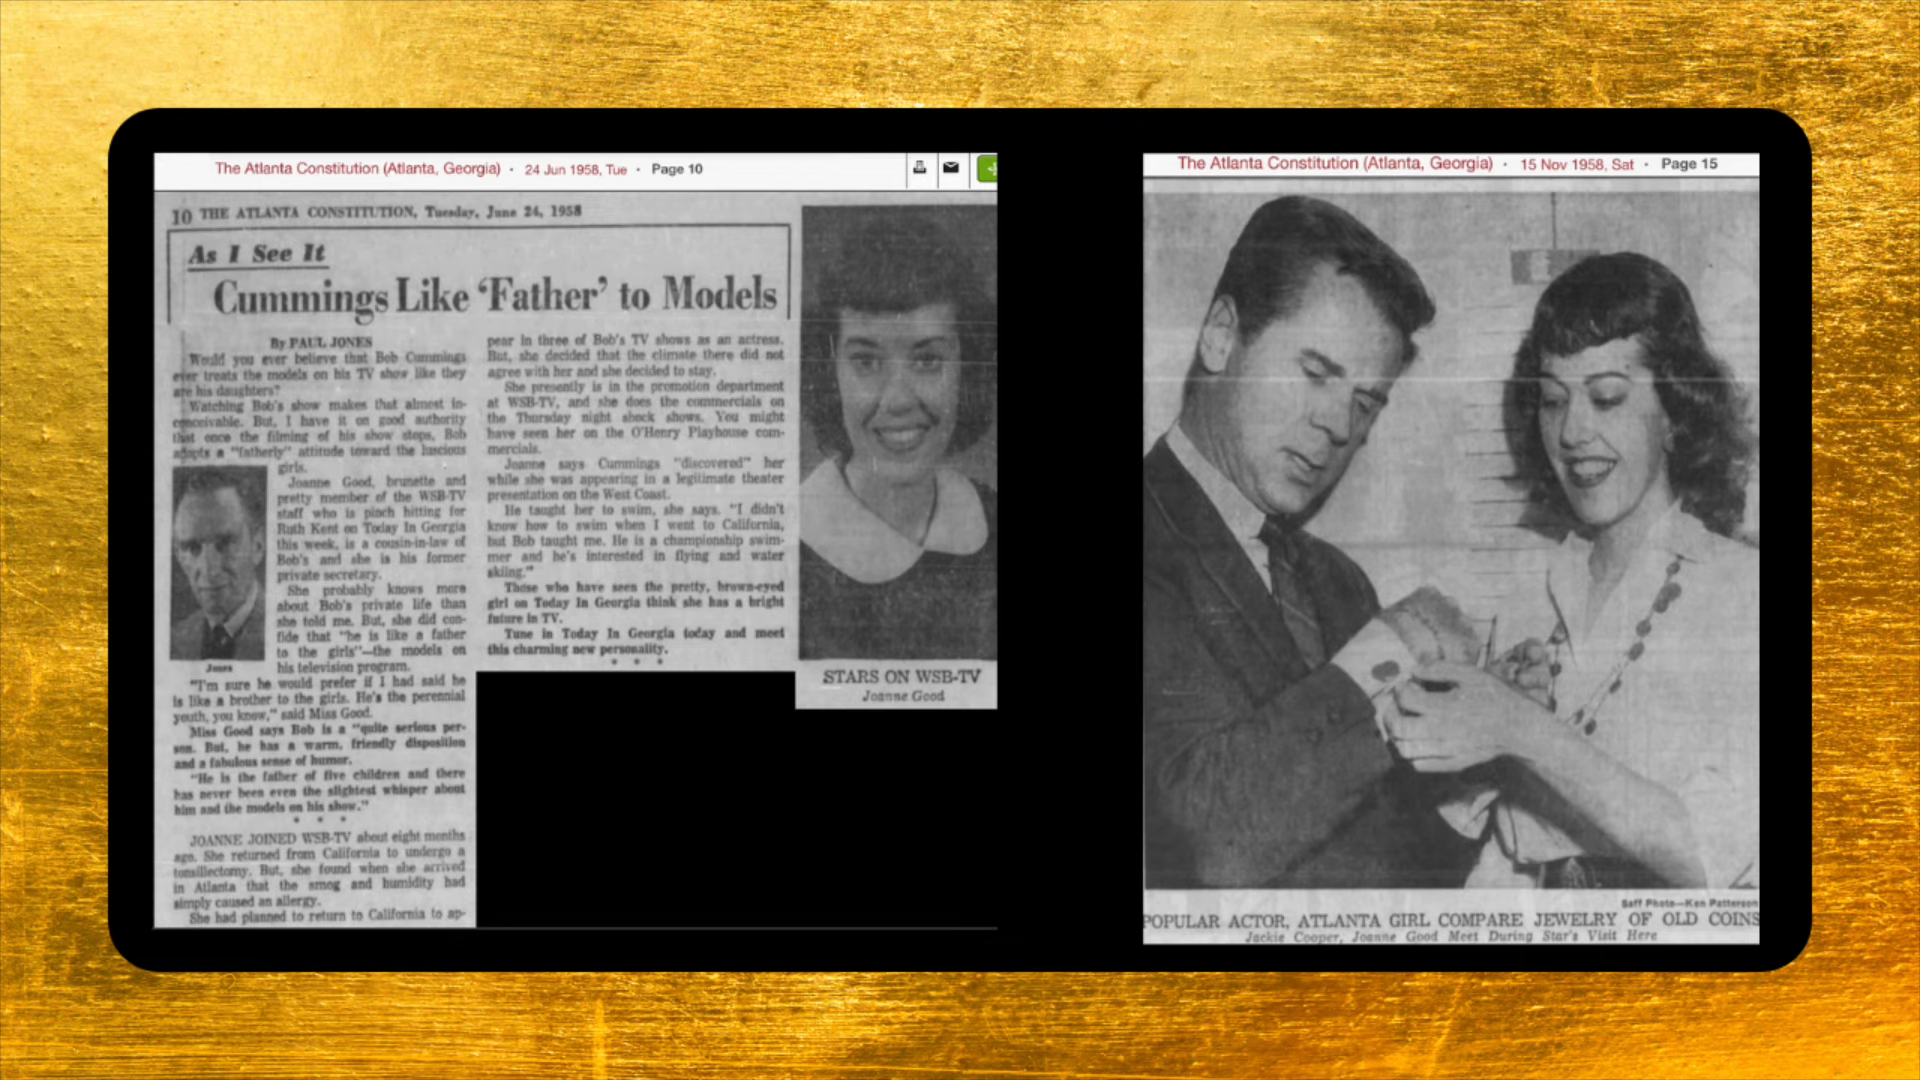 The Atlanta Constitution (Atlanta, Georgia) · 24 Jun 1958, Tue · Page 10
10 THE ATLANTA CONSTITUTION, Tuesday, June 24, 1958
As I See It
Cummings Like ‘Father’ to Models
By PAUL JONES
Would you ever believe that Bob Cummings
ever treats the models on his TV show like they
are his daughters?
Watching Bob's show makes that almost in-
conceivable. But, I have it on good authority
that once the filming of his show stops, Bob
adopts a "fatherly" attitude toward the luscious
girls.
Joanne Good, brunette and
pretty member of the WSB-TV
staff who is pinch hitting for
Ruth Kent on Today In Georgia
this week, is a cousin-in-law of
Bob's and she is his former
private secretary.
She probably knows more
about Bob's private life than
she told me. But, she did con-
fide that "he is like a father
to the girls"—the models on
his television program.
Jones
"I'm sure he would prefer if I had said he
is like a brother to the girls. He's the perennial
youth, you know," said Miss Good.
Miss Good says Bob is a "quite serious per-
son. But, he has a warm, friendly disposition
and a fabulous sense of humor.
"He is the father of five children and there
has never been even the slightest whisper about
him and the models on his show."
* * *
JOANNE JOINED WSB-TV about eight months
ago. She returned from California to undergo a
tonsillectomy. But, she found when she arrived
in Atlanta that the smog and humidity had
simply caused an allergy.
She had planned to return to California to ap-
pear in three of Bob's TV shows as an actress.
But, she decided that the climate there did not
agree with her and she decided to stay.
She presently is in the promotion department
at WSB-TV, and she does the commercials on
the Thursday night shock shows. You might
have seen her on the O'Henry Playhouse com-
mercials.
Joanne says Cummings "discovered" her
while she was appearing in a legitimate theater
presentation on the West Coast.
He taught her to swim, she says. "I didn't
know how to swim when I went to California,
but Bob taught me. He is a championship swim-
mer and he's interested in flying and water
skiing."
Those who have seen the pretty, brown-eyed
girl on Today In Georgia think she has a bright
future in TV.
Tune in Today In Georgia today and meet
this charming new personality.
* * *
STARS ON WSB-TV
Joanne Good
The Atlanta Constitution (Atlanta, Georgia) · 15 Nov 1958, Sat · Page 15
Staff Photo—Ken Patterson
POPULAR ACTOR, ATLANTA GIRL COMPARE JEWELRY OF OLD COINS
Jackie Cooper, Joanne Good Meet During Star's Visit Here